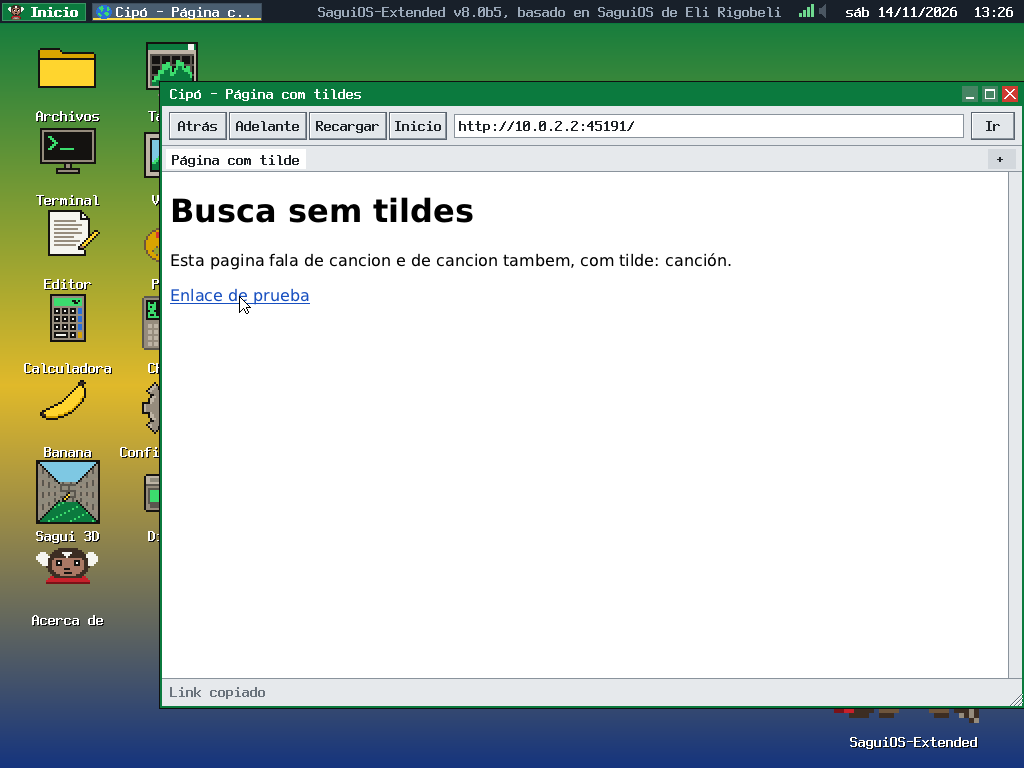 Inicio
Cipó - Página c..
SaguiOS-Extended v8.0b5, basado en SaguiOS de Eli Rigobeli
sáb 14/11/2026 13:26
Archivos
Terminal
Editor
Calculadora
Banana
Sagui 3D
Acerca de
Cipó - Página com tildes
Atrás
Adelante
Recargar
Inicio
http://10.0.2.2:45191/
Ir
Página com tilde
+
Busca sem tildes
Esta pagina fala de cancion e de cancion tambem, com tilde: canción.
Enlace de prueba
Link copiado
SaguiOS-Extended